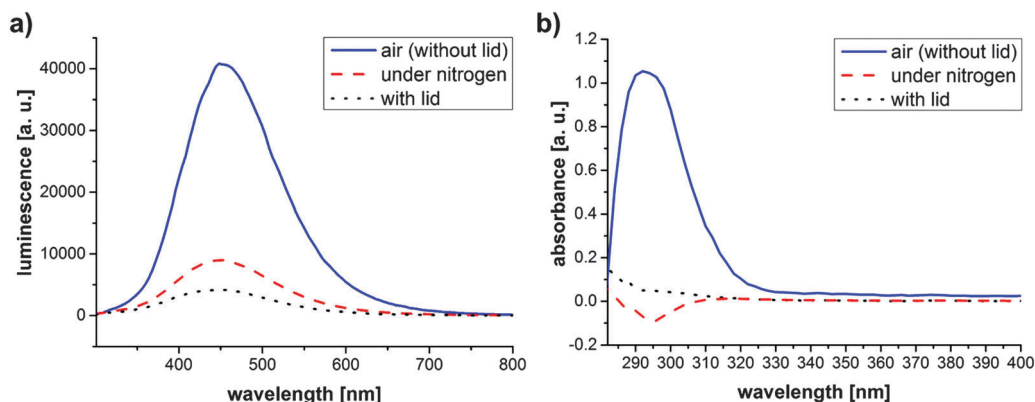 a)
luminescence [a. u.]
40000
30000
20000
10000
0
400 500 600 700 800
wavelength [nm]
air (without lid)
under nitrogen
with lid
b)
absorbance [a. u.]
1.2
1.0
0.8
0.6
0.4
0.2
0.0
-0.2
290 300 310 320 330 340 350 360 370 380 390 400
wavelength [nm]
air (without lid)
under nitrogen
with lid